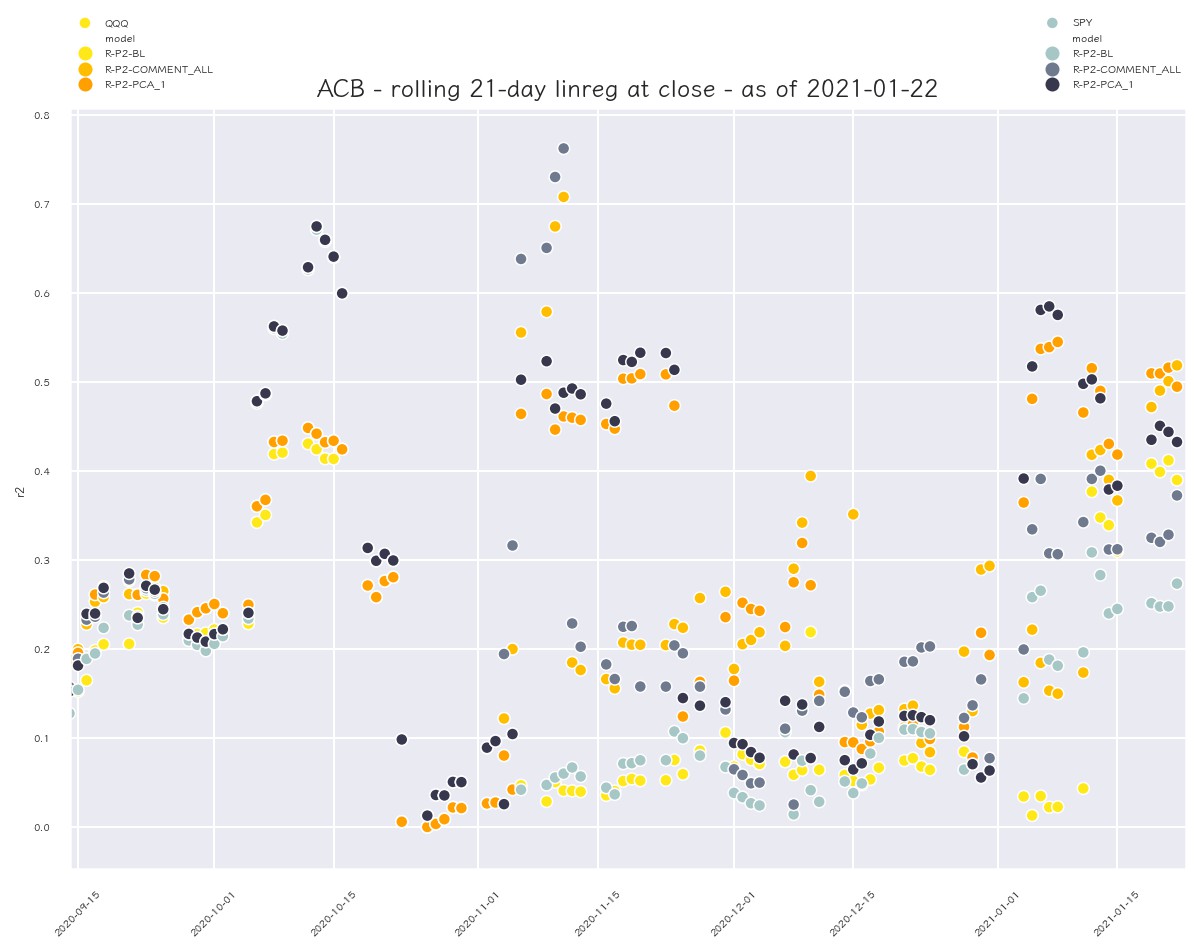 QQQ
model
R-P2-BL
R-P2-COMMENT_ALL
R-P2-PCA_1
SPY
model
R-P2-BL
R-P2-COMMENT_ALL
R-P2-PCA_1
ACB - rolling 21-day linreg at close - as of 2021-01-22
0.8
0.7
0.6
0.5
0.4
0.3
0.2
0.1
0.0
r2
2020-09-15
2020-10-01
2020-10-15
2020-11-01
2020-11-15
2020-12-01
2020-12-15
2021-01-01
2021-01-15